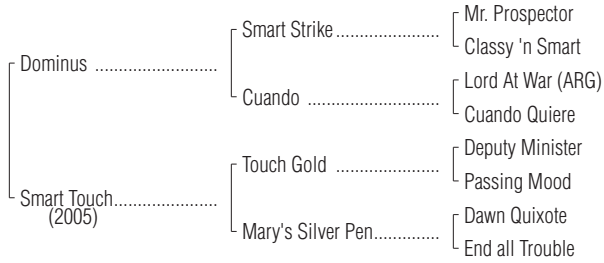 Mr. Prospector
Smart Strike
Classy 'n Smart
Dominus
Lord At War (ARG)
Cuando
Cuando Quiere
Deputy Minister
Touch Gold
Passing Mood
Smart Touch
(2005)
Dawn Quixote
Mary's Silver Pen
End all Trouble